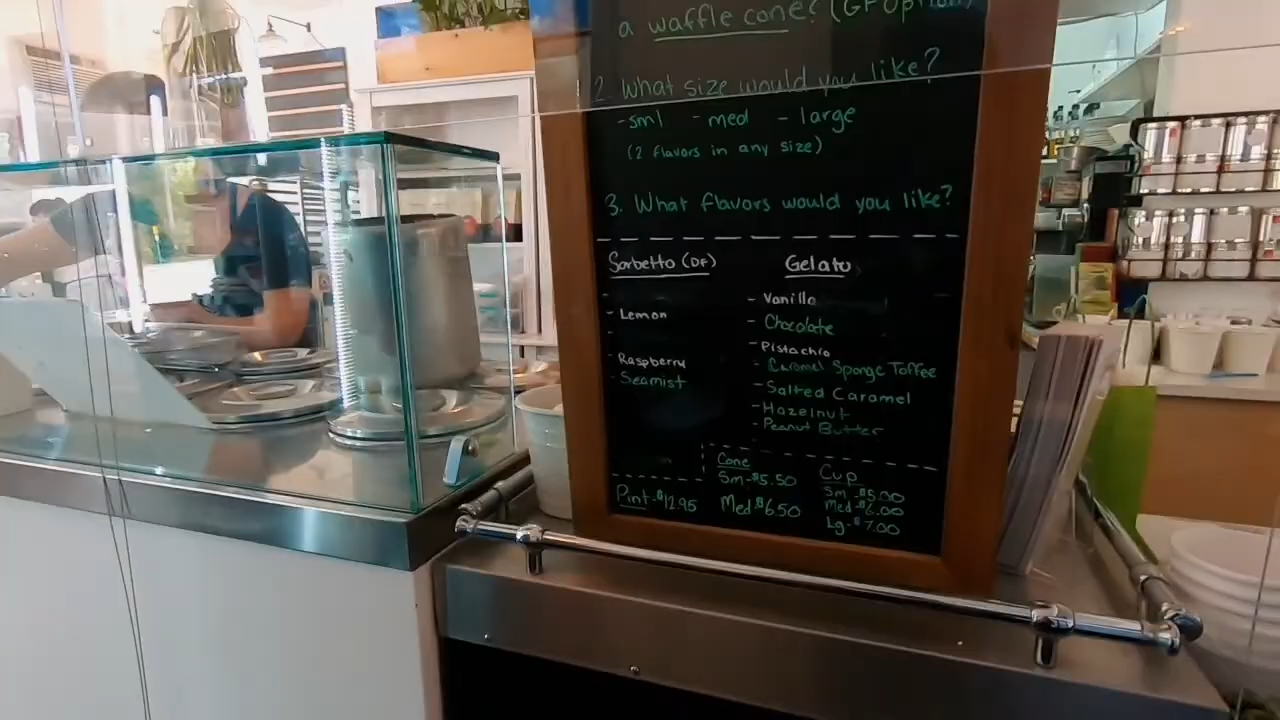 a waffle cone? (GF Option)
2. What size would you like?
- sml - med - large
(2 flavors in any size)
3. What flavors would you like?
Sorbetto (DF)
- Lemon
- Raspberry
- Seamist
Gelato
- Vanilla
- Chocolate
- Pistachio
- Caramel Sponge Toffee
- Salted Caramel
- Hazelnut
- Peanut Butter
Pint-$12.95
Cone
Sm-$5.50
Med-$6.50
Cup
Sm-$5.00
Med-$6.00
Lg-$7.00